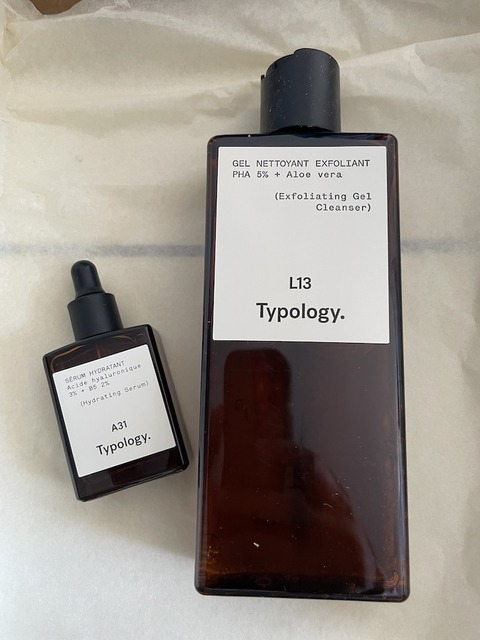 GEL NETTOYANT EXFOLIANT
PHA 5% + Aloe vera
(Exfoliating Gel
Cleanser)
L13
Typology.
SÉRUM HYDRATANT
Acide hyaluronique
3% + B5 2%
(Hydrating Serum)
A31
Typology.